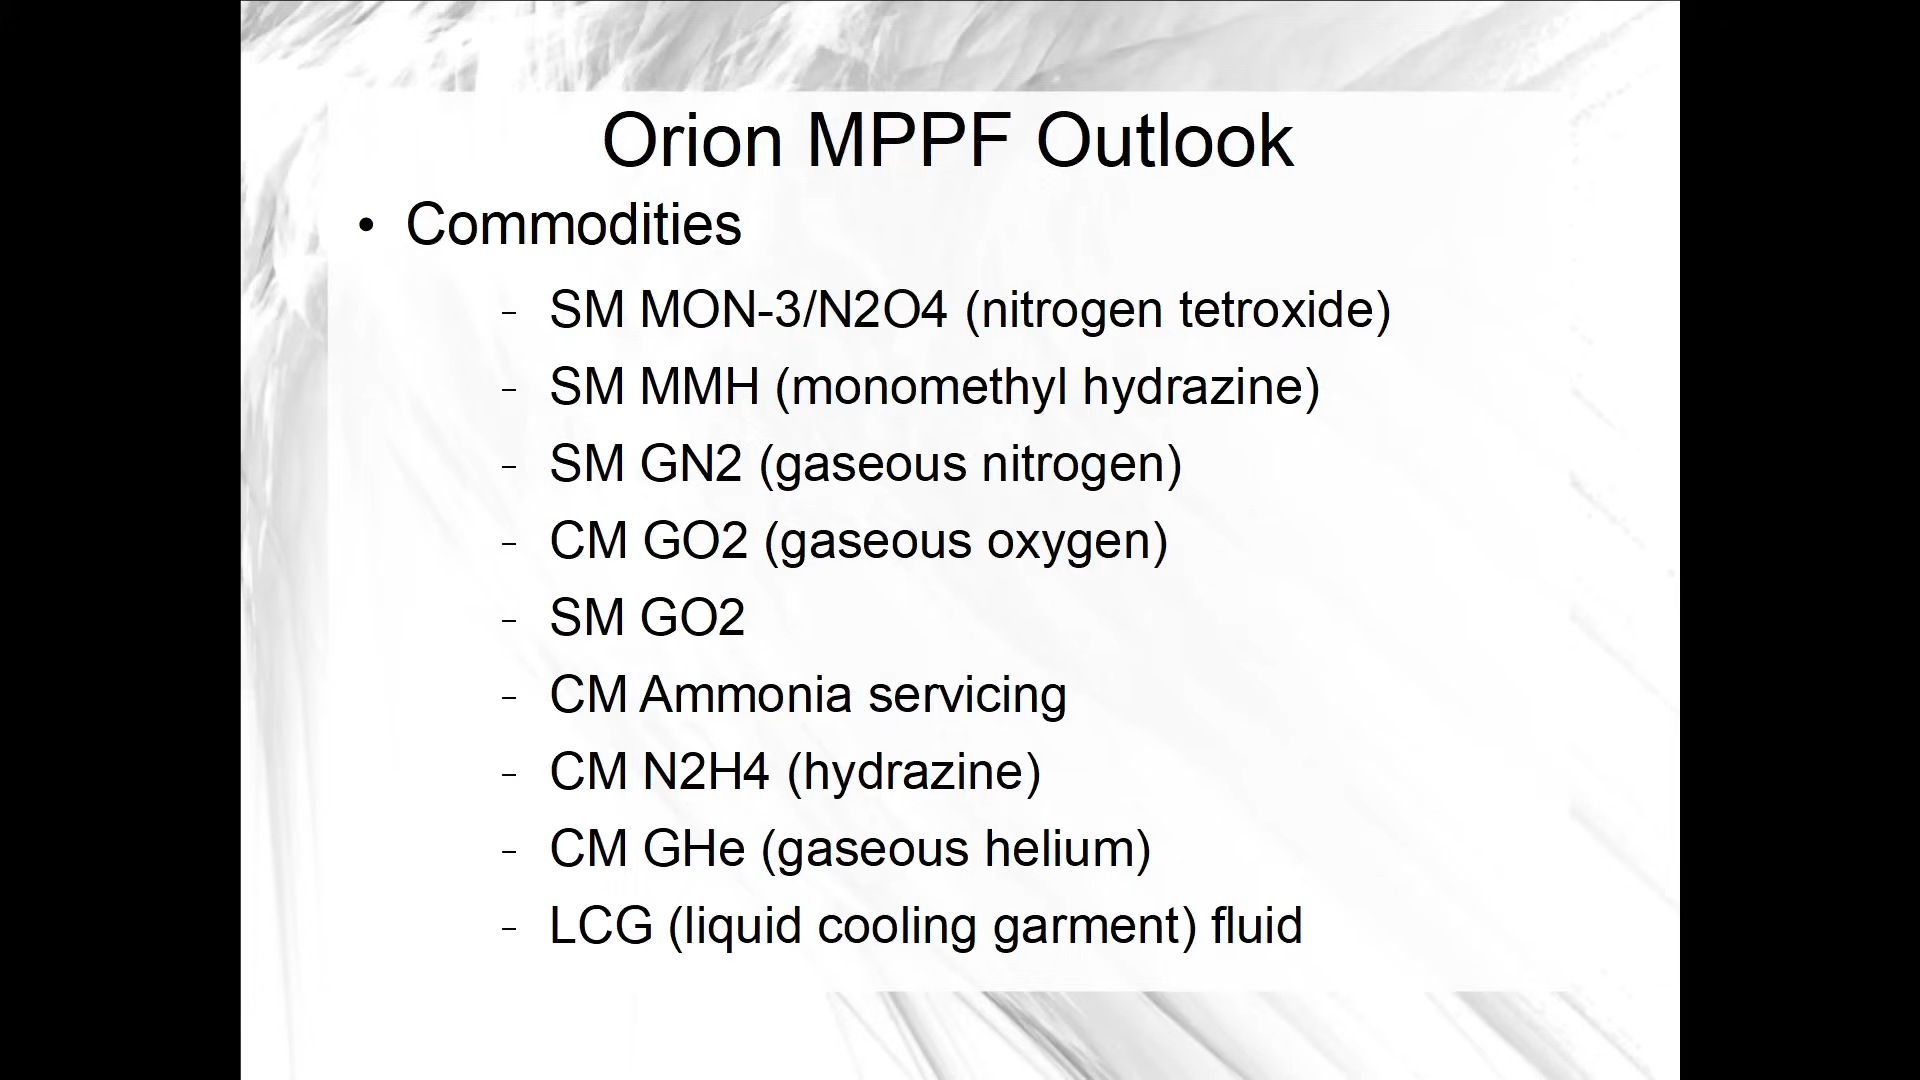 Orion MPPF Outlook
• Commodities
- SM MON-3/N2O4 (nitrogen tetroxide)
- SM MMH (monomethyl hydrazine)
- SM GN2 (gaseous nitrogen)
- CM GO2 (gaseous oxygen)
- SM GO2
- CM Ammonia servicing
- CM N2H4 (hydrazine)
- CM GHe (gaseous helium)
- LCG (liquid cooling garment) fluid